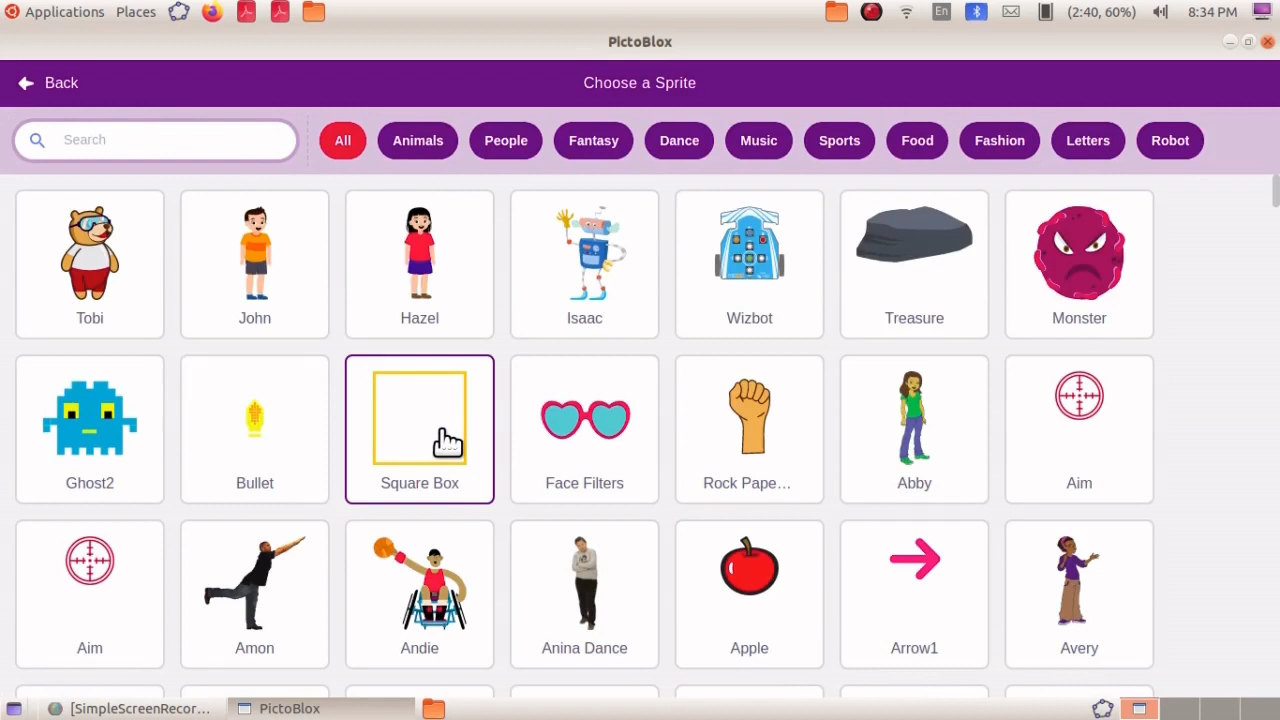 Applications Places En (2:40, 60%) 8:34 PM
PictoBlox
Back Choose a Sprite
Search All Animals People Fantasy Dance Music Sports Food Fashion Letters Robot
Tobi John Hazel Isaac Wizbot Treasure Monster
Ghost2 Bullet Square Box Face Filters Rock Pape... Abby Aim
Aim Amon Andie Anina Dance Apple Arrow1 Avery
[SimpleScreenRecor... PictoBlox